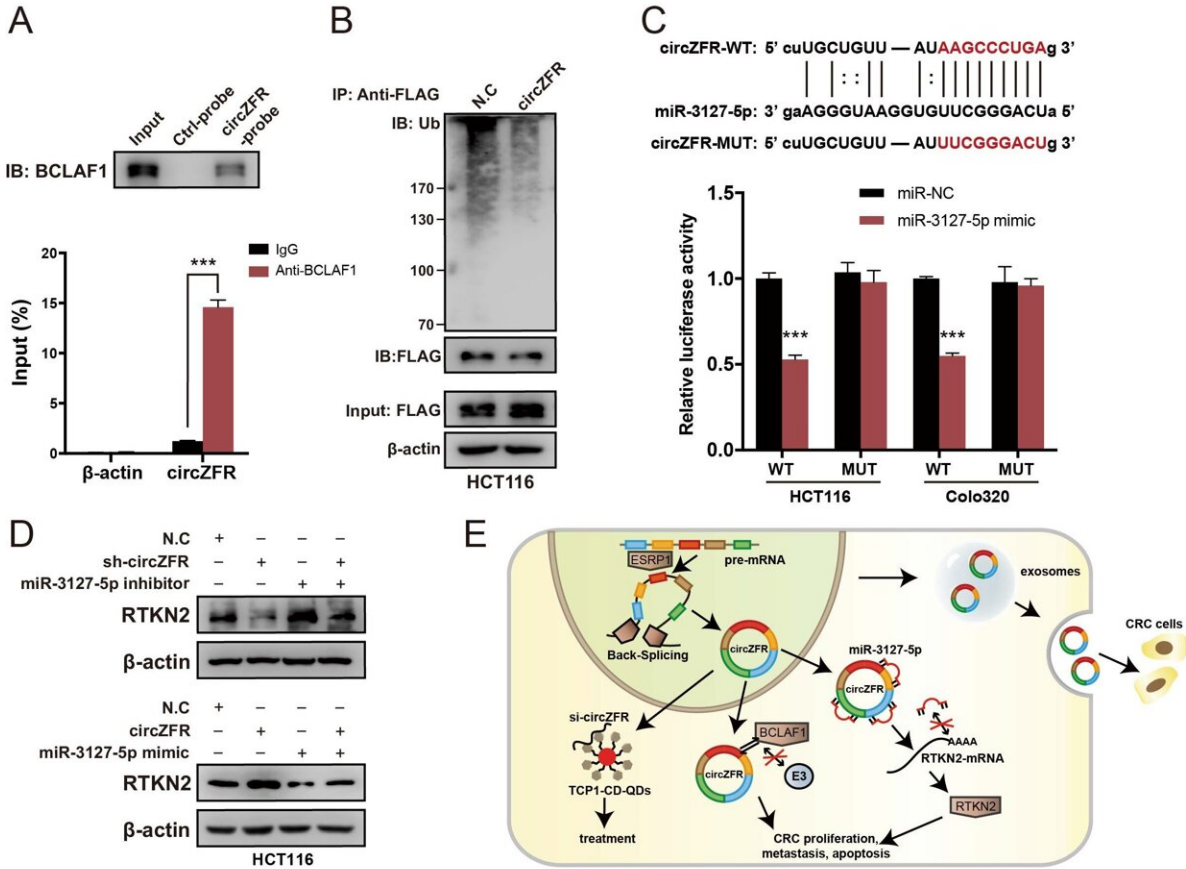 A
Input
Ctrl-probe
circZFR
-probe
IB: BCLAF1
IgG
Anti-BCLAF1
***
20
15
10
5
0
Input (%)
β-actin
circZFR
B
IP: Anti-FLAG
N.C
circZFR
IB: Ub
170
130
100
70
IB:FLAG
Input: FLAG
β-actin
HCT116
C
circZFR-WT: 5’ cuUGCUGUU — AUAAGCCCUGAg 3’
miR-3127-5p: 3’ gaAGGGUAAGGUGUUCGGGACUa 5’
circZFR-MUT: 5’ cuUGCUGUU — AUUUCGGGACUg 3’
miR-NC
miR-3127-5p mimic
1.5
1.0
0.5
0.0
Relative luciferase activity
***
***
WT
MUT
WT
MUT
HCT116
Colo320
D
N.C + – – –
sh-circZFR – + – +
miR-3127-5p inhibitor – – + +
RTKN2
β-actin
N.C + – – –
circZFR – + – +
miR-3127-5p mimic – – + +
RTKN2
β-actin
HCT116
E
ESRP1
pre-mRNA
Back-Splicing
circZFR
exosomes
CRC cells
miR-3127-5p
circZFR
si-circZFR
TCP1-CD-QDs
treatment
BCLAF1
circZFR
E3
AAAA
RTKN2-mRNA
RTKN2
CRC proliferation,
metastasis, apoptosis